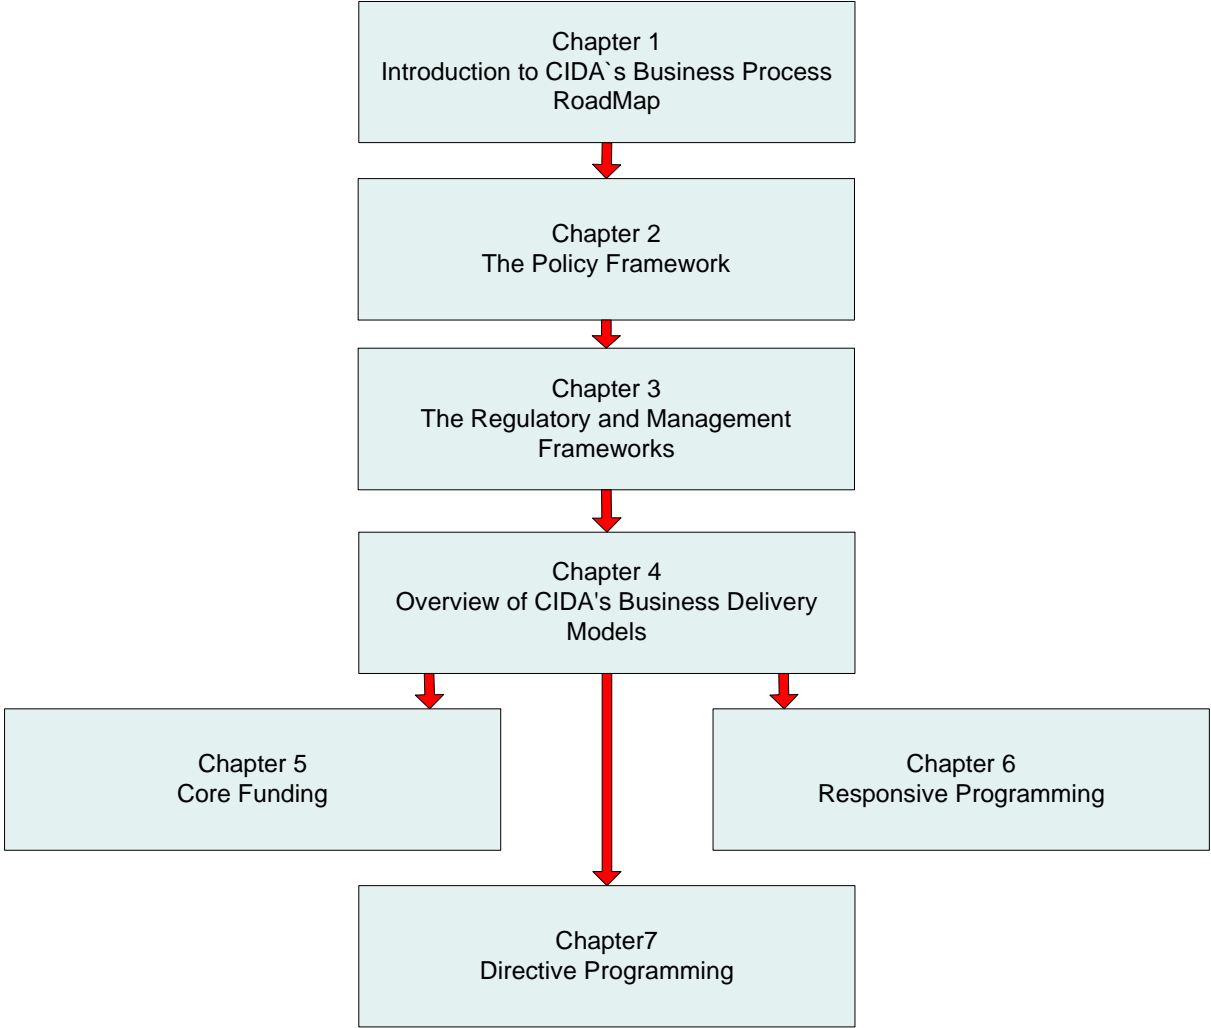 Chapter 1
Introduction to CIDA`s Business Process
RoadMap
Chapter 2
The Policy Framework
Chapter 3
The Regulatory and Management
Frameworks
Chapter 4
Overview of CIDA's Business Delivery
Models
Chapter 5
Core Funding
Chapter 6
Responsive Programming
Chapter7
Directive Programming